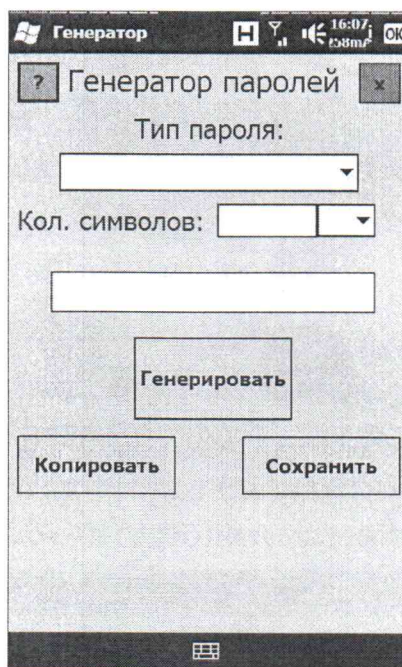 Генератор H 16:07 OK
? Генератор паролей x
Тип пароля:
Кол. символов:
Генерировать
Копировать Сохранить